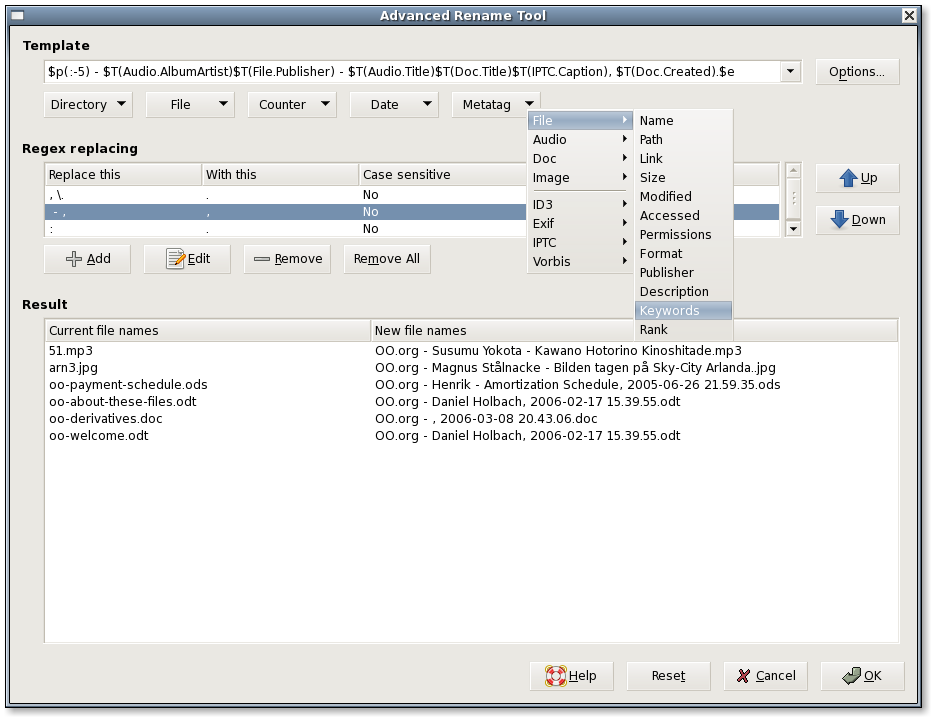 Advanced Rename Tool
Template
$p(:-5) - $T(Audio.AlbumArtist)$T(File.Publisher) - $T(Audio.Title)$T(Doc.Title)$T(IPTC.Caption), $T(Doc.Created).$e
Options...
Directory File Counter Date Metatag
File
Audio
Doc
Image
ID3
Exif
IPTC
Vorbis
Name
Path
Link
Size
Modified
Accessed
Permissions
Format
Publisher
Description
Keywords
Rank
Regex replacing
Replace this With this Case sensitive
, \. . No
- , , No
: . No
Up
Down
Add Edit Remove Remove All
Result
Current file names New file names
51.mp3 OO.org - Susumu Yokota - Kawano Hotorino Kinoshitade.mp3
arn3.jpg OO.org - Magnus Stålnacke - Bilden tagen på Sky-City Arlanda..jpg
oo-payment-schedule.ods OO.org - Henrik - Amortization Schedule, 2005-06-26 21.59.35.ods
oo-about-these-files.odt OO.org - Daniel Holbach, 2006-02-17 15.39.55.odt
oo-derivatives.doc OO.org - , 2006-03-08 20.43.06.doc
oo-welcome.odt OO.org - Daniel Holbach, 2006-02-17 15.39.55.odt
Help Reset Cancel OK